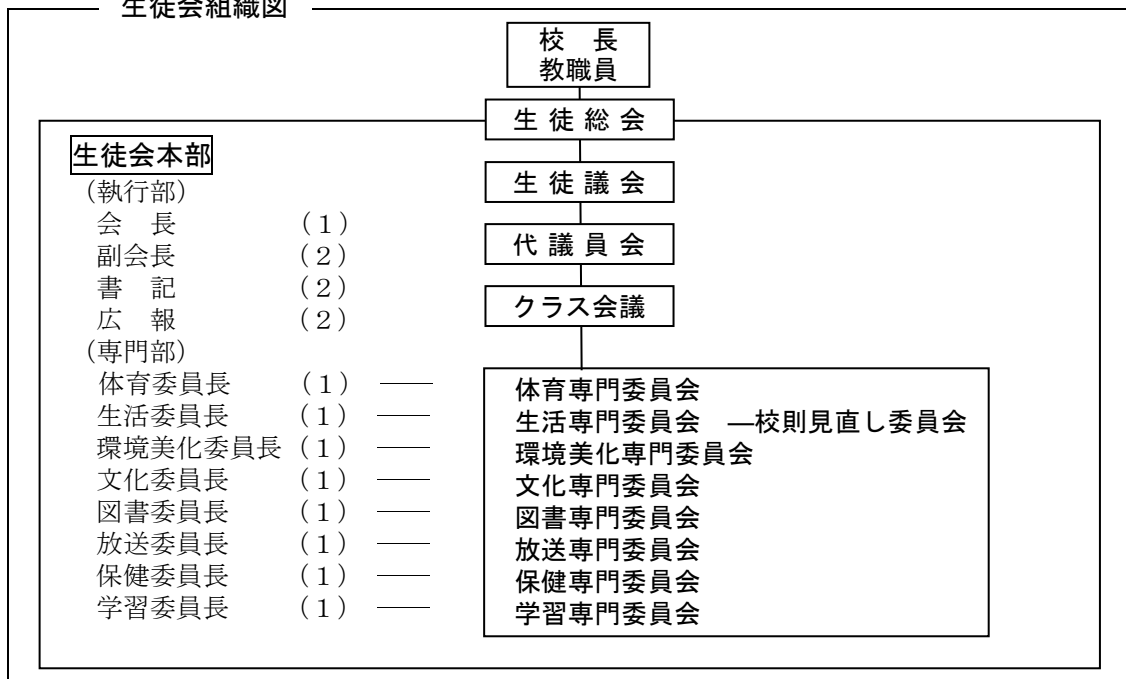 生徒会組織図
校　長
教職員
生 徒 総 会
生徒会本部
生 徒 議 会
（執行部）
会　長　（１）
代 議 員 会
副会長　（２）
書　記　（２）
クラス会議
広　報　（２）
（専門部）
体育委員長　（１）　――　体育専門委員会
生活委員長　（１）　――　生活専門委員会　―校則見直し委員会
環境美化委員長　（１）　――　環境美化専門委員会
文化委員長　（１）　――　文化専門委員会
図書委員長　（１）　――　図書専門委員会
放送委員長　（１）　――　放送専門委員会
保健委員長　（１）　――　保健専門委員会
学習委員長　（１）　――　学習専門委員会